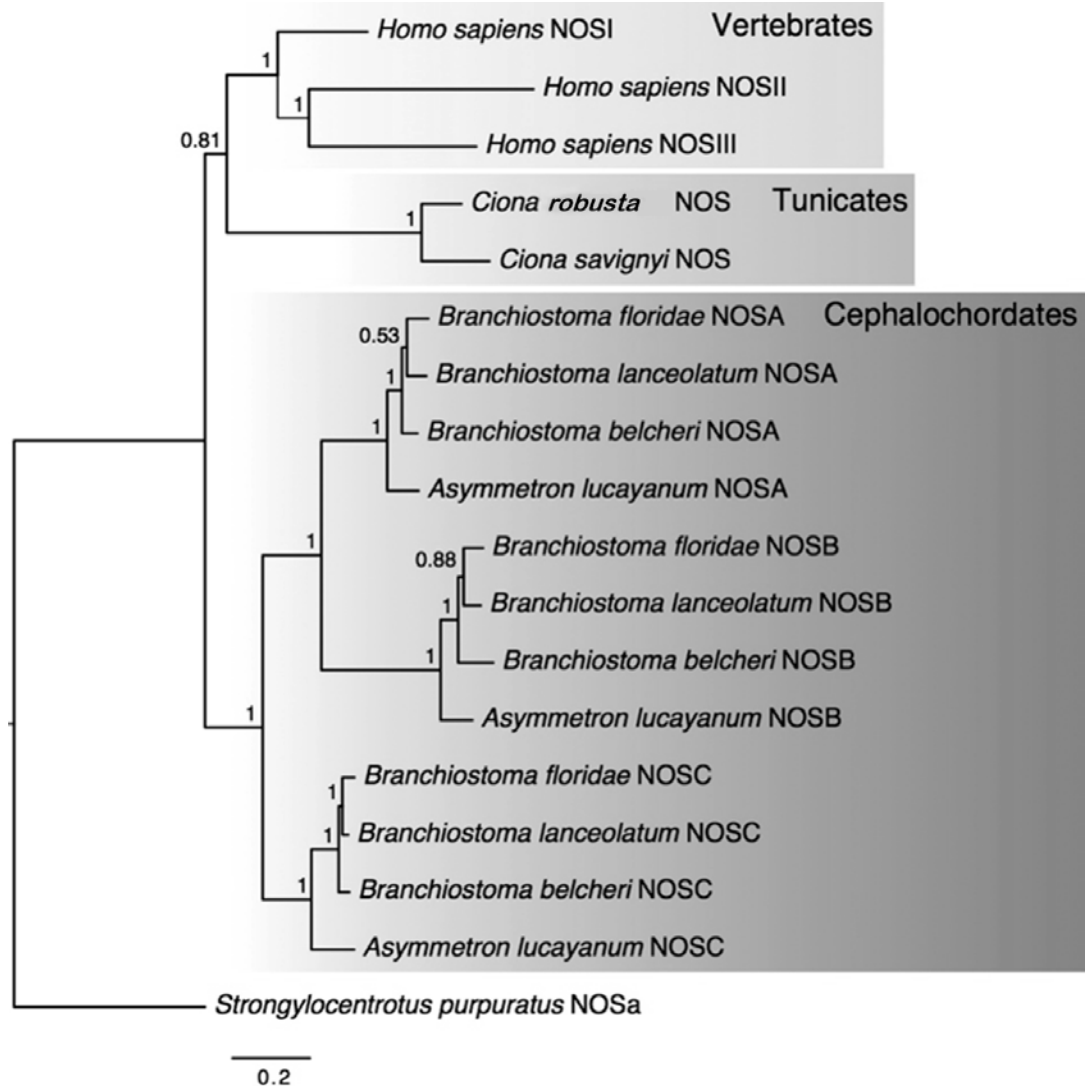 Homo sapiens NOSI
Vertebrates
1
1
Homo sapiens NOSII
0.81
Homo sapiens NOSIII
Ciona robusta NOS
Tunicates
1
Ciona savignyi NOS
Branchiostoma floridae NOSA
Cephalochordates
0.53
Branchiostoma lanceolatum NOSA
1
Branchiostoma belcheri NOSA
1
Asymmetron lucayanum NOSA
1
Branchiostoma floridae NOSB
0.88
Branchiostoma lanceolatum NOSB
1
Branchiostoma belcheri NOSB
1
Asymmetron lucayanum NOSB
1
Branchiostoma floridae NOSC
1
Branchiostoma lanceolatum NOSC
1
Branchiostoma belcheri NOSC
1
Asymmetron lucayanum NOSC
Strongylocentrotus purpuratus NOSa
0.2